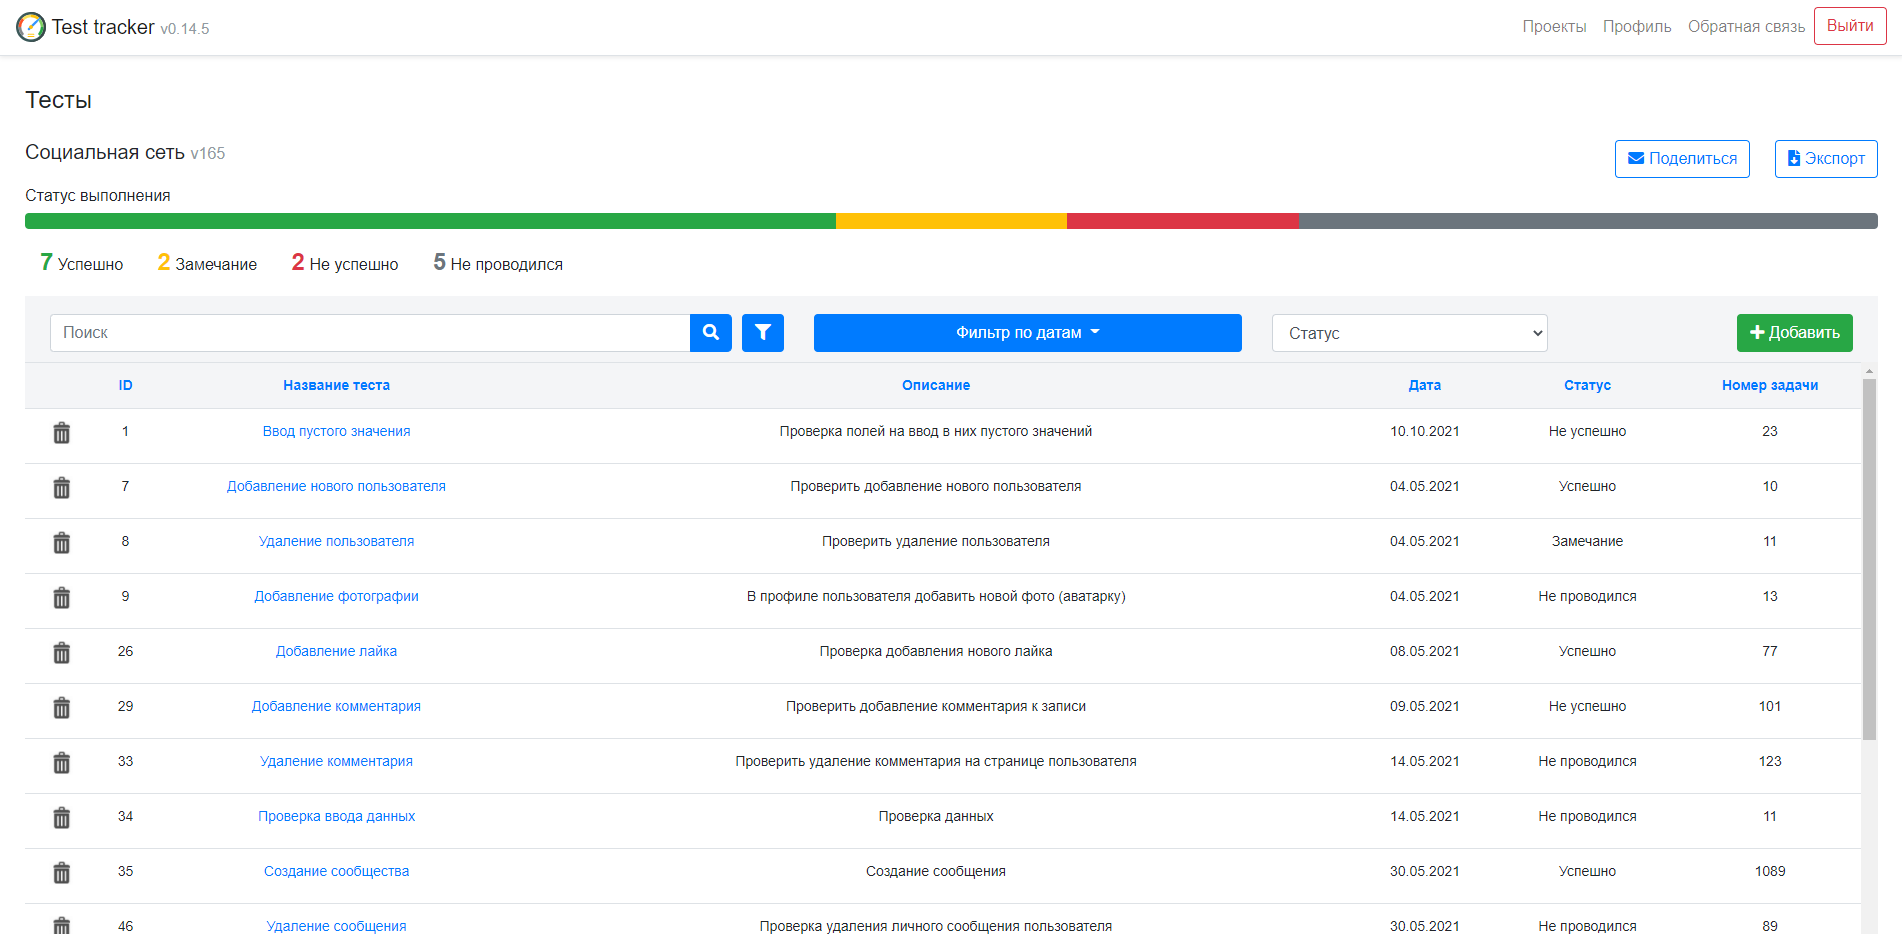 Test tracker v0.14.5 Проекты Профиль Обратная связь Выйти
Тесты
Социальная сеть v165 Поделиться Экспорт
Статус выполнения
7 Успешно 2 Замечание 2 Не успешно 5 Не проводился
Поиск Фильтр по датам Статус Добавить
ID Название теста Описание Дата Статус Номер задачи
1 Ввод пустого значения Проверка полей на ввод в них пустого значений 10.10.2021 Не успешно 23
7 Добавление нового пользователя Проверить добавление нового пользователя 04.05.2021 Успешно 10
8 Удаление пользователя Проверить удаление пользователя 04.05.2021 Замечание 11
9 Добавление фотографии В профиле пользователя добавить новой фото (аватарку) 04.05.2021 Не проводился 13
26 Добавление лайка Проверка добавления нового лайка 08.05.2021 Успешно 77
29 Добавление комментария Проверить добавление комментария к записи 09.05.2021 Не успешно 101
33 Удаление комментария Проверить удаление комментария на странице пользователя 14.05.2021 Не проводился 123
34 Проверка ввода данных Проверка данных 14.05.2021 Не проводился 11
35 Создание сообщества Создание сообщения 30.05.2021 Успешно 1089
46 Удаление сообщения Проверка удаления личного сообщения пользователя 30.05.2021 Не проводился 89